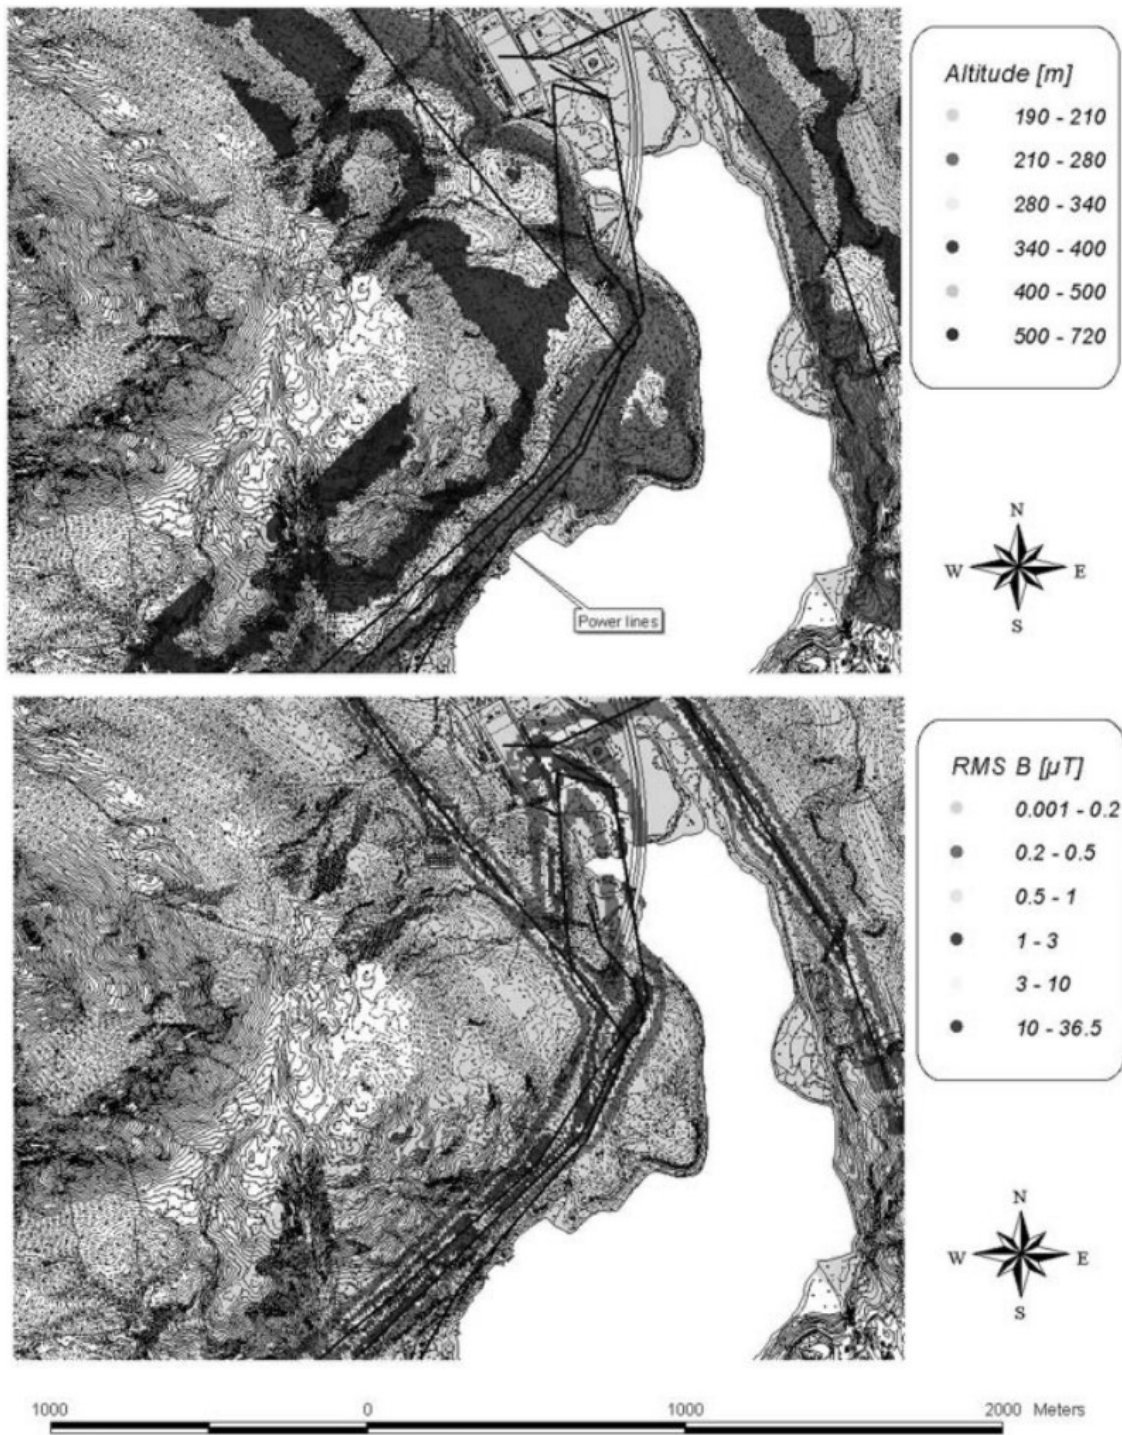 Altitude [m]
190 - 210
210 - 280
280 - 340
340 - 400
400 - 500
500 - 720
N
W E
S
Power lines
RMS B [µT]
0.001 - 0.2
0.2 - 0.5
0.5 - 1
1 - 3
3 - 10
10 - 36.5
N
W E
S
1000 0 1000 2000 Meters